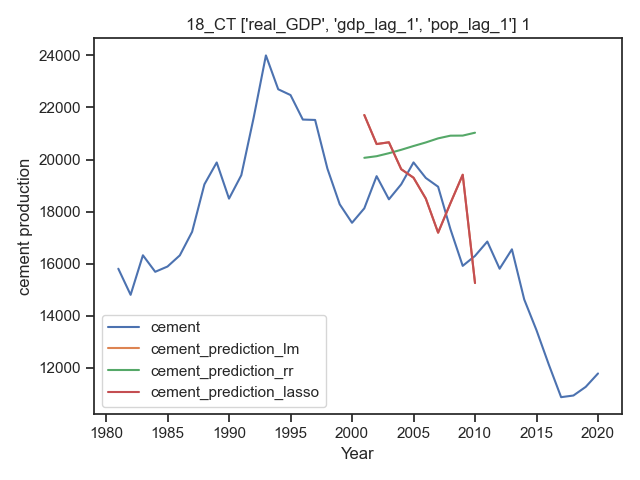 18_CT ['real_GDP', 'gdp_lag_1', 'pop_lag_1'] 1
24000
22000
20000
18000
16000
14000
12000
cement production
cement
cement_prediction_lm
cement_prediction_rr
cement_prediction_lasso
1980 1985 1990 1995 2000 2005 2010 2015 2020
Year